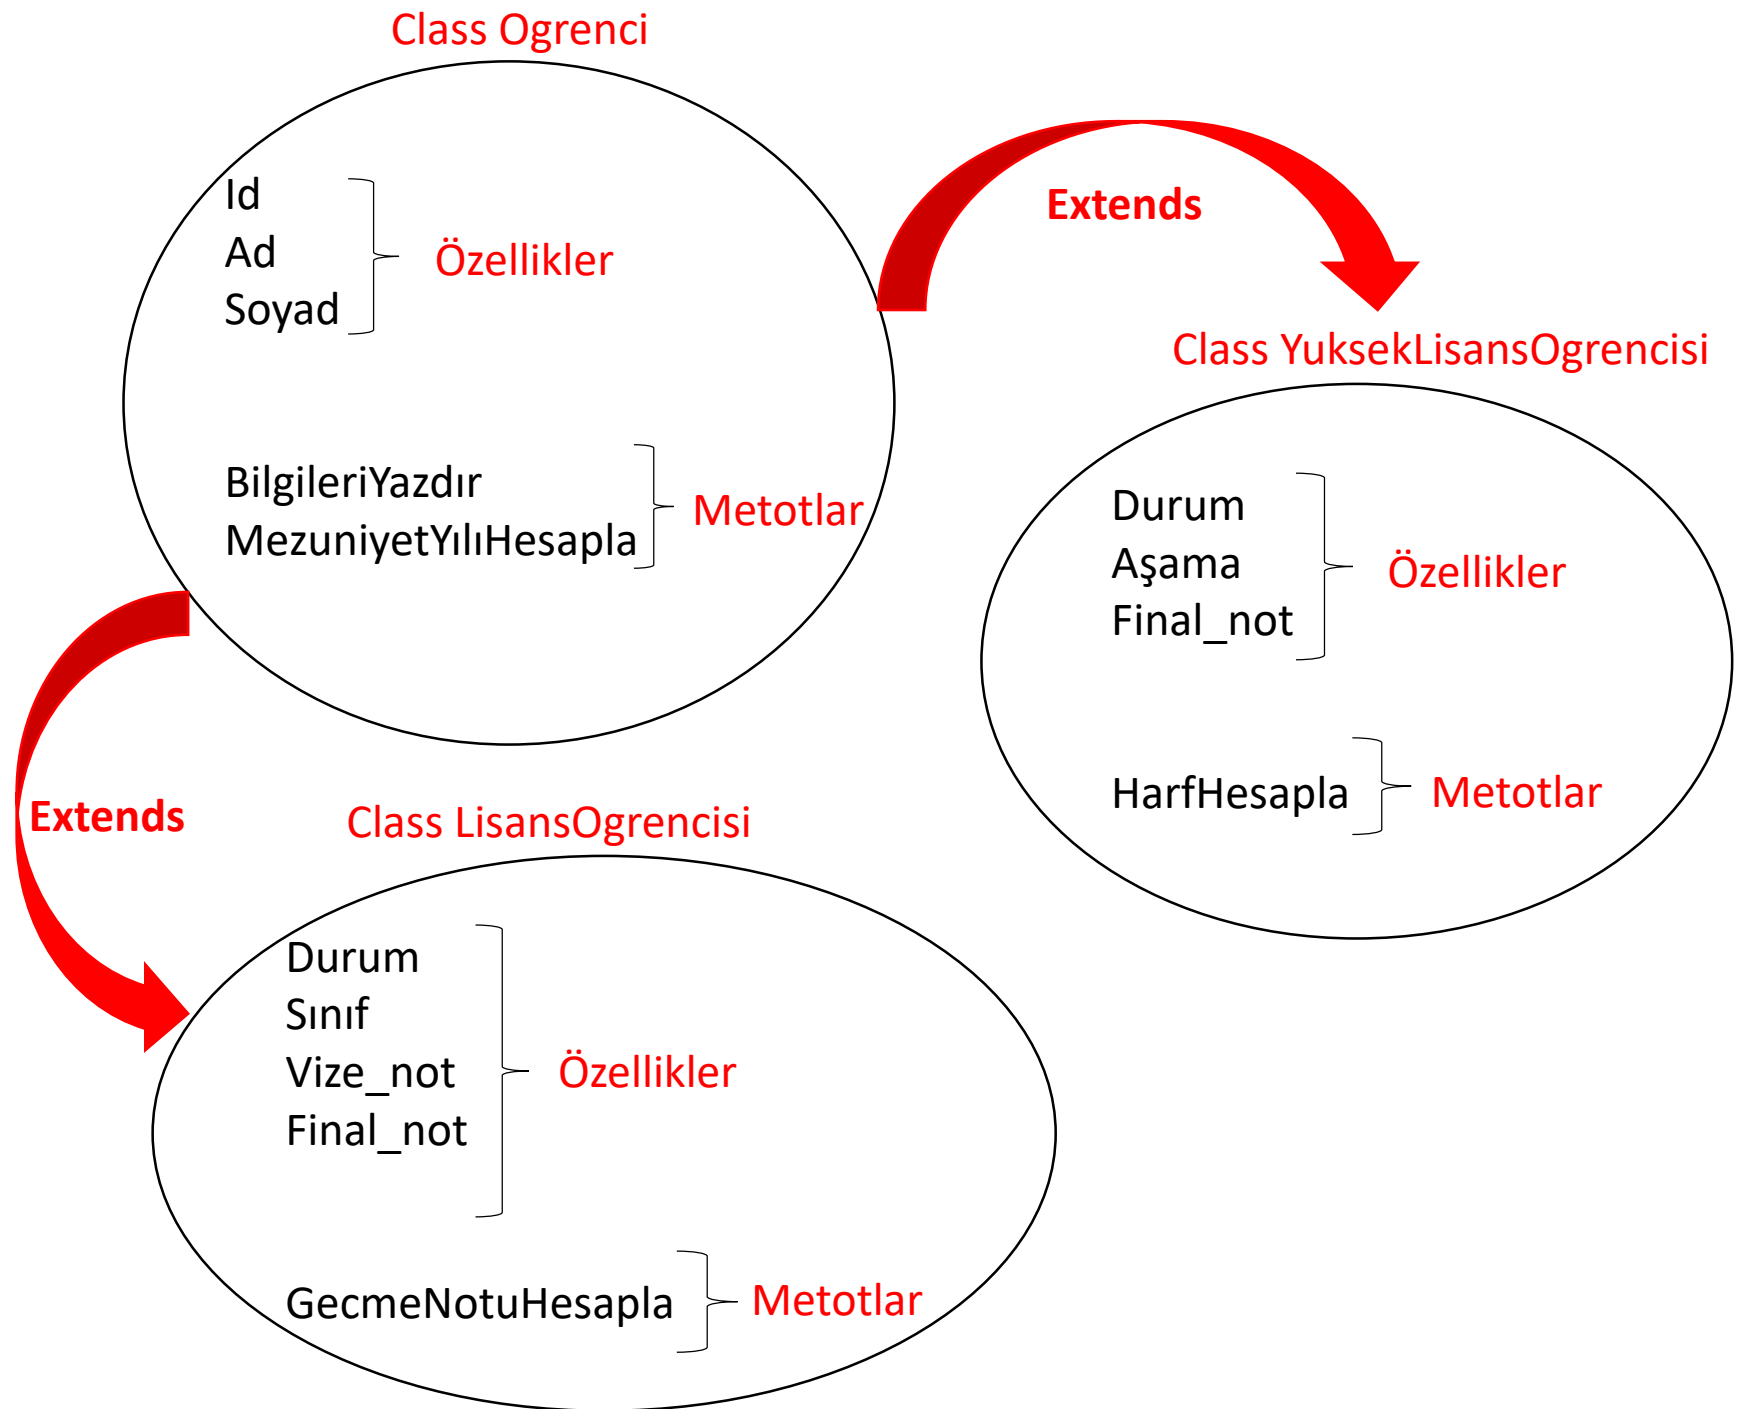 Class Ogrenci
Id
Ad
Soyad
Özellikler
BilgileriYazdır
MezuniyetYılıHesapla
Metotlar
Extends
Class YuksekLisansOgrencisi
Durum
Aşama
Final_not
Özellikler
HarfHesapla
Metotlar
Extends
Class LisansOgrencisi
Durum
Sınıf
Vize_not
Final_not
Özellikler
GecmeNotuHesapla
Metotlar